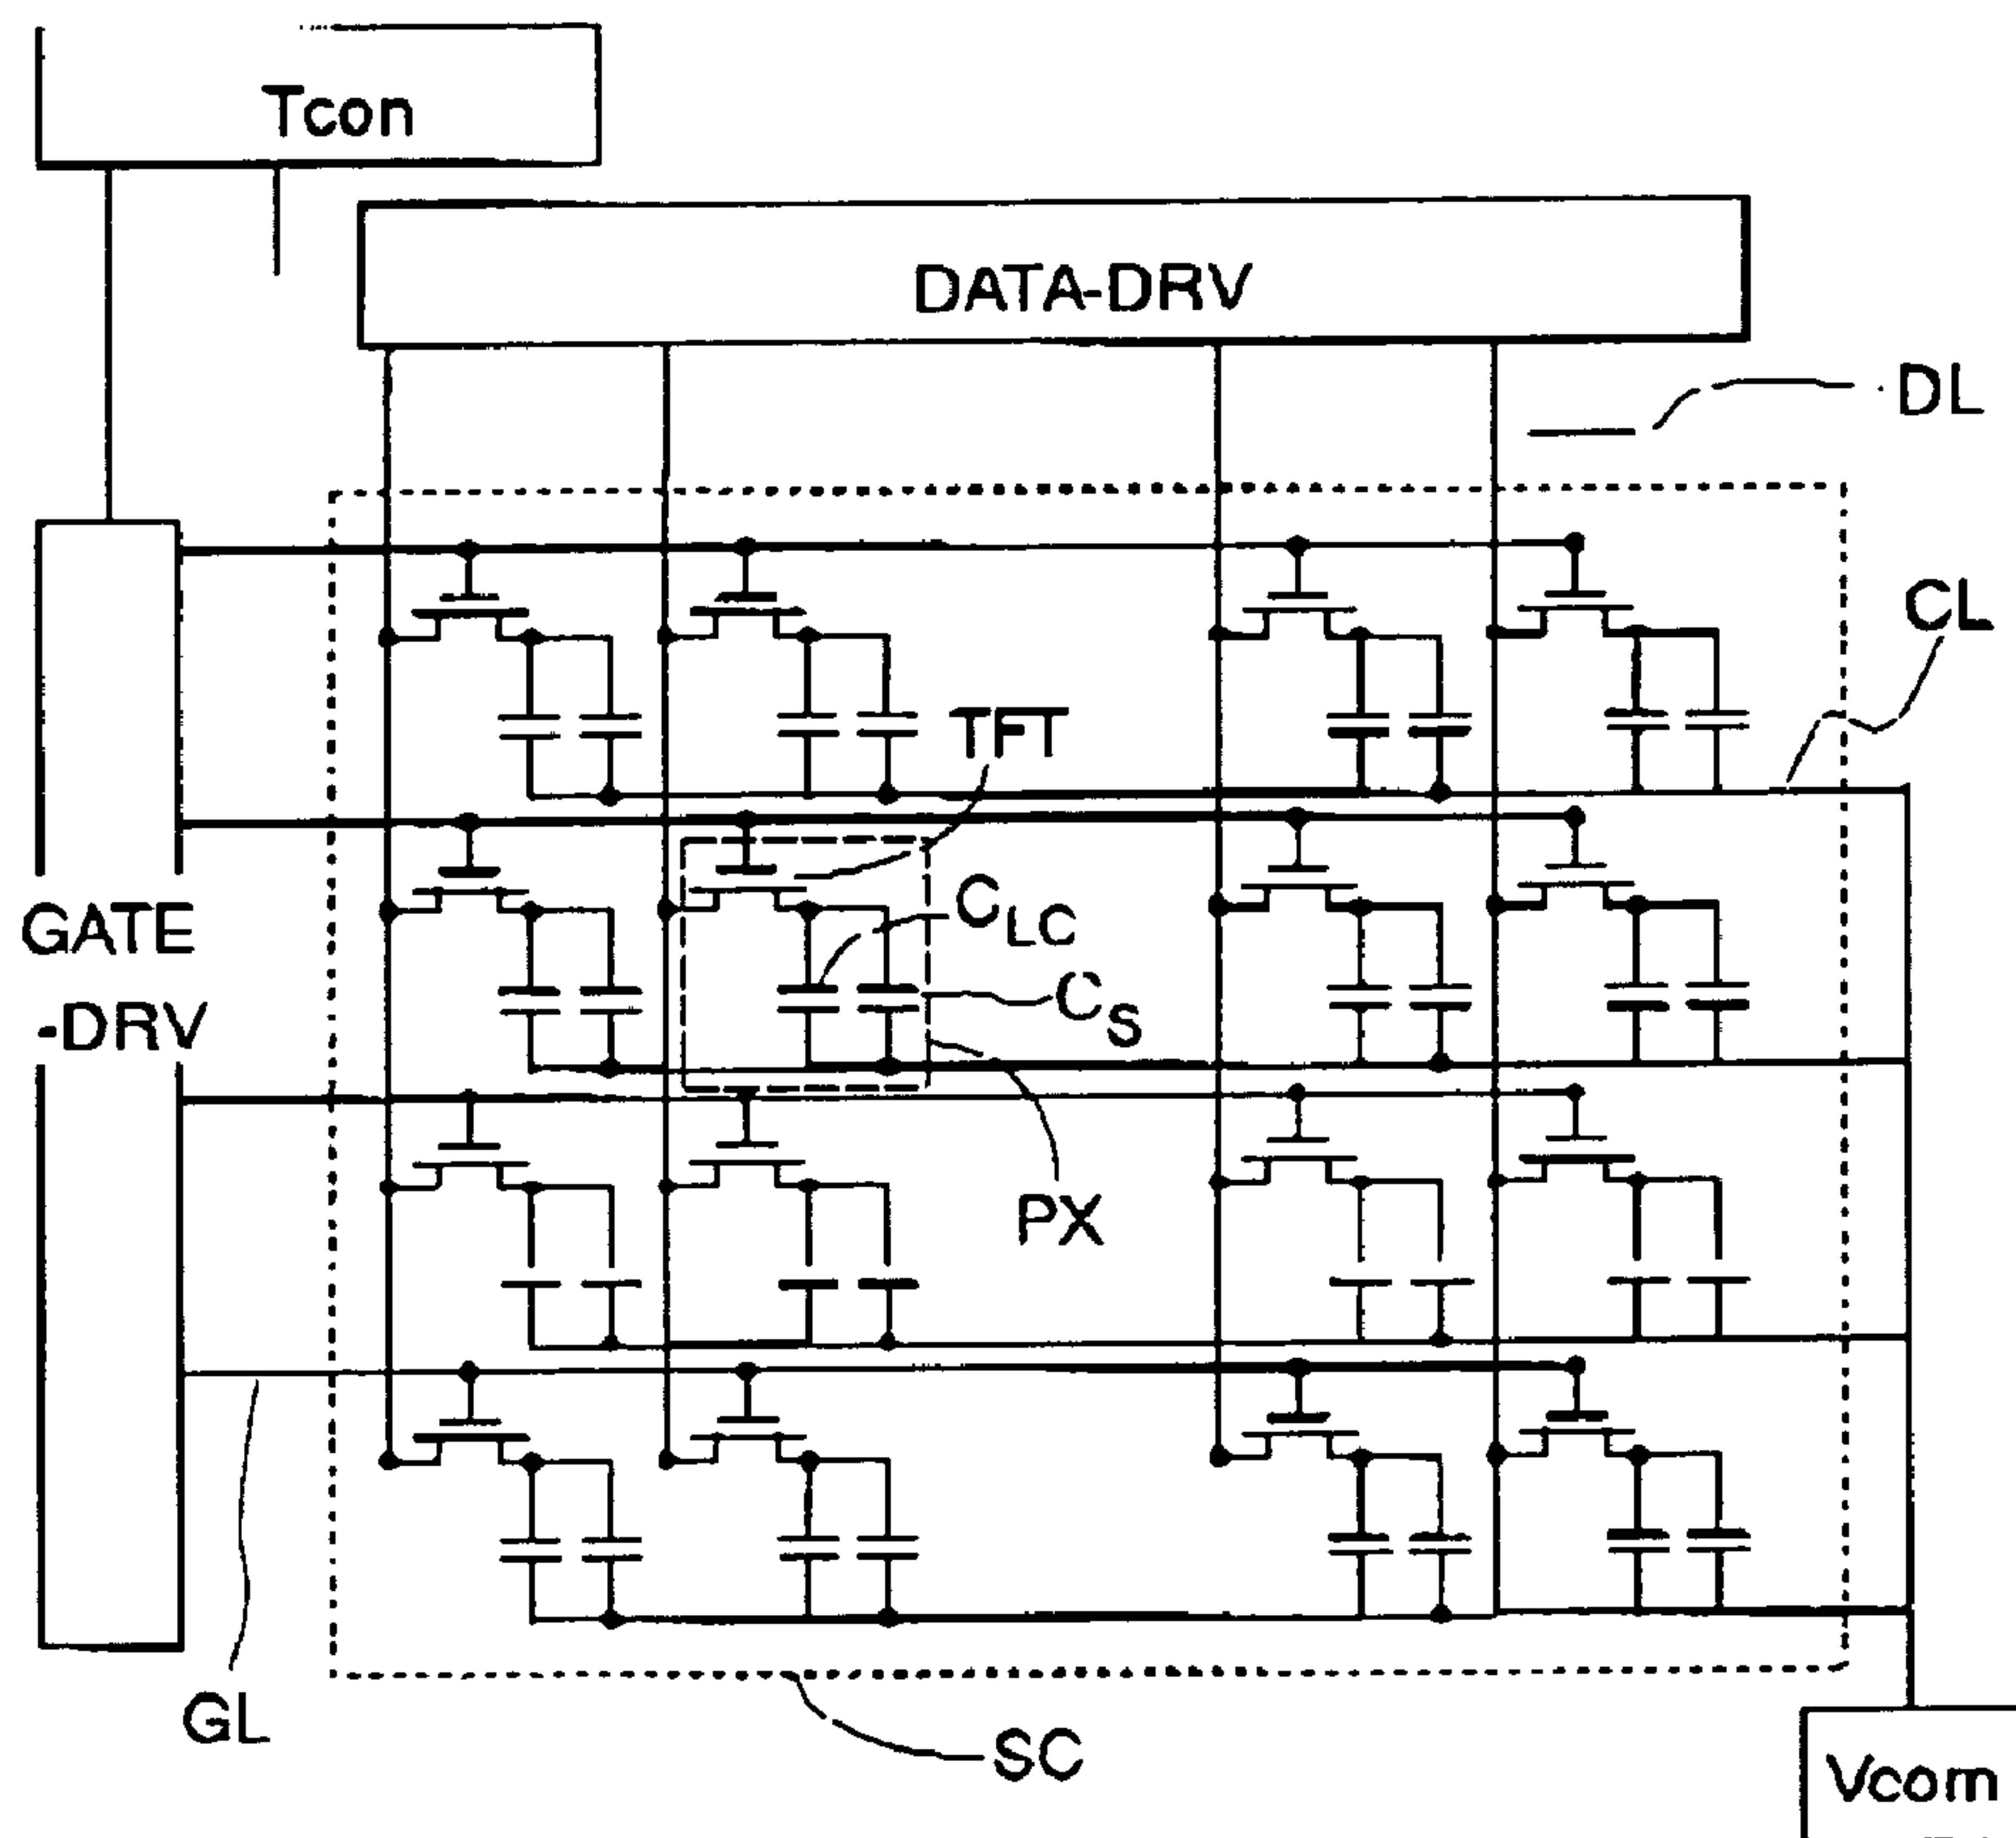 Tcon
DATA-DRV
DL
CL
TFT
GATE
-DRV
CLC
CS
PX
GL
SC
Vcom